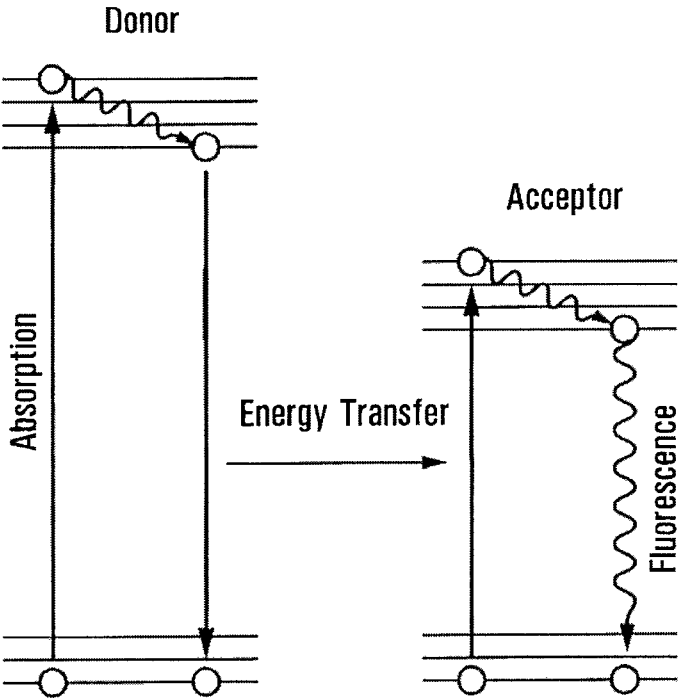 Donor
Acceptor
Absorption
Energy Transfer
Fluorescence